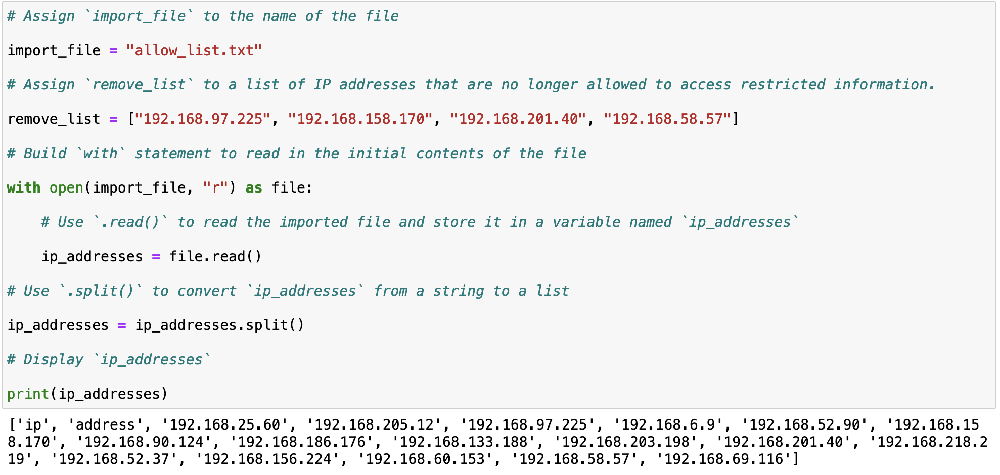 # Assign `import_file` to the name of the file
import_file = "allow_list.txt"
# Assign `remove_list` to a list of IP addresses that are no longer allowed to access restricted information.
remove_list = ["192.168.97.225", "192.168.158.170", "192.168.201.40", "192.168.58.57"]
# Build `with` statement to read in the initial contents of the file
with open(import_file, "r") as file:
    # Use `.read()` to read the imported file and store it in a variable named `ip_addresses`
    ip_addresses = file.read()
# Use `.split()` to convert `ip_addresses` from a string to a list
ip_addresses = ip_addresses.split()
# Display `ip_addresses`
print(ip_addresses)
['ip', 'address', '192.168.25.60', '192.168.205.12', '192.168.97.225', '192.168.6.9', '192.168.52.90', '192.168.15
8.170', '192.168.90.124', '192.168.186.176', '192.168.133.188', '192.168.203.198', '192.168.201.40', '192.168.218.2
19', '192.168.52.37', '192.168.156.224', '192.168.60.153', '192.168.58.57', '192.168.69.116']